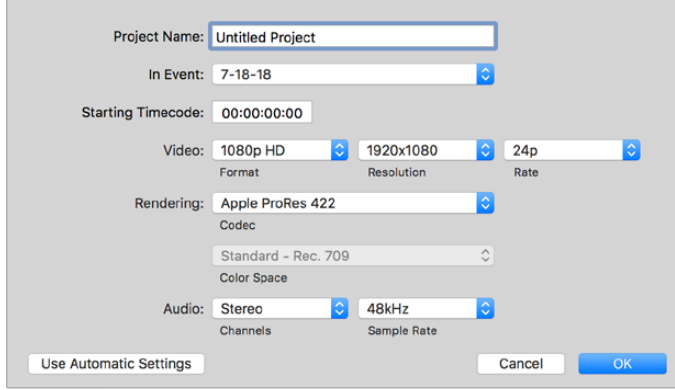 Project Name: Untitled Project
In Event: 7-18-18
Starting Timecode: 00:00:00:00
Video: 1080p HD 1920x1080 24p
Format Resolution Rate
Rendering: Apple ProRes 422
Codec
Standard - Rec. 709
Color Space
Audio: Stereo 48kHz
Channels Sample Rate
Use Automatic Settings Cancel OK